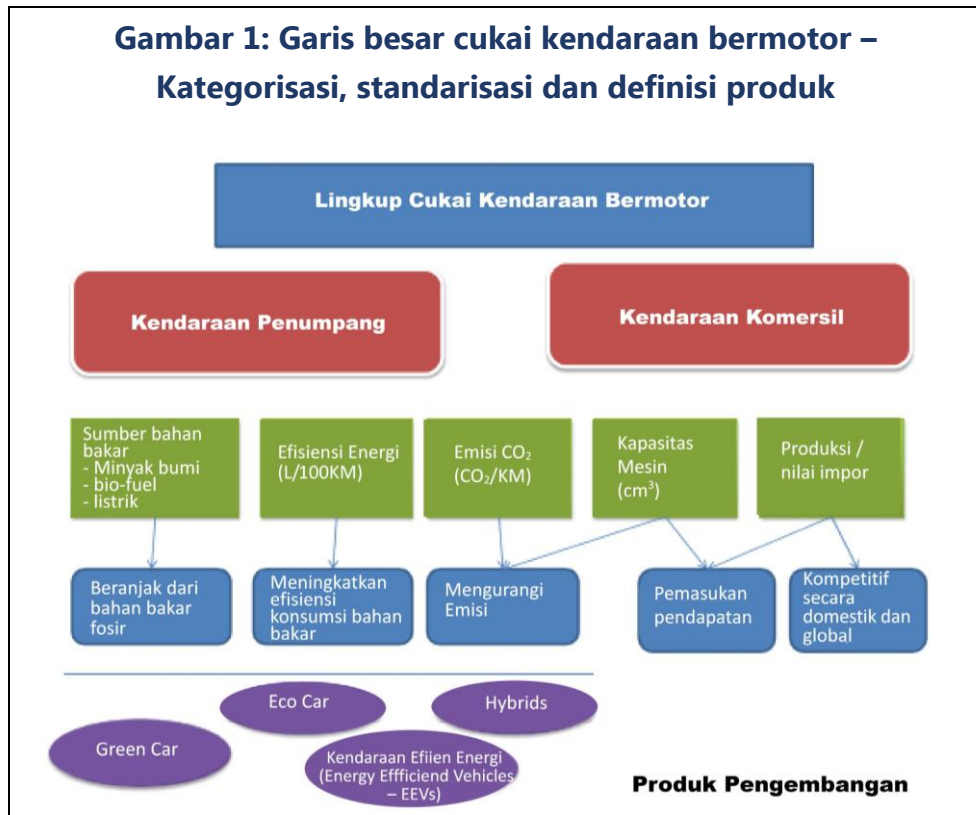 Gambar 1: Garis besar cukai kendaraan bermotor –
Kategorisasi, standarisasi dan definisi produk
Lingkup Cukai Kendaraan Bermotor
Kendaraan Penumpang
Kendaraan Komersil
Sumber bahan
bakar
- Minyak bumi
- bio-fuel
- listrik
Efisiensi Energi
(L/100KM)
Emisi CO₂
(CO₂/KM)
Kapasitas
Mesin
(cm³)
Produksi /
nilai impor
Beranjak dari
bahan bakar
fosir
Meningkatkan
efisiensi
konsumsi bahan
bakar
Mengurangi
Emisi
Pemasukan
pendapatan
Kompetitif
secara
domestik dan
global
Eco Car
Hybrids
Green Car
Kendaraan Efiien Energi
(Energy Effficiend Vehicles
– EEVs)
Produk Pengembangan